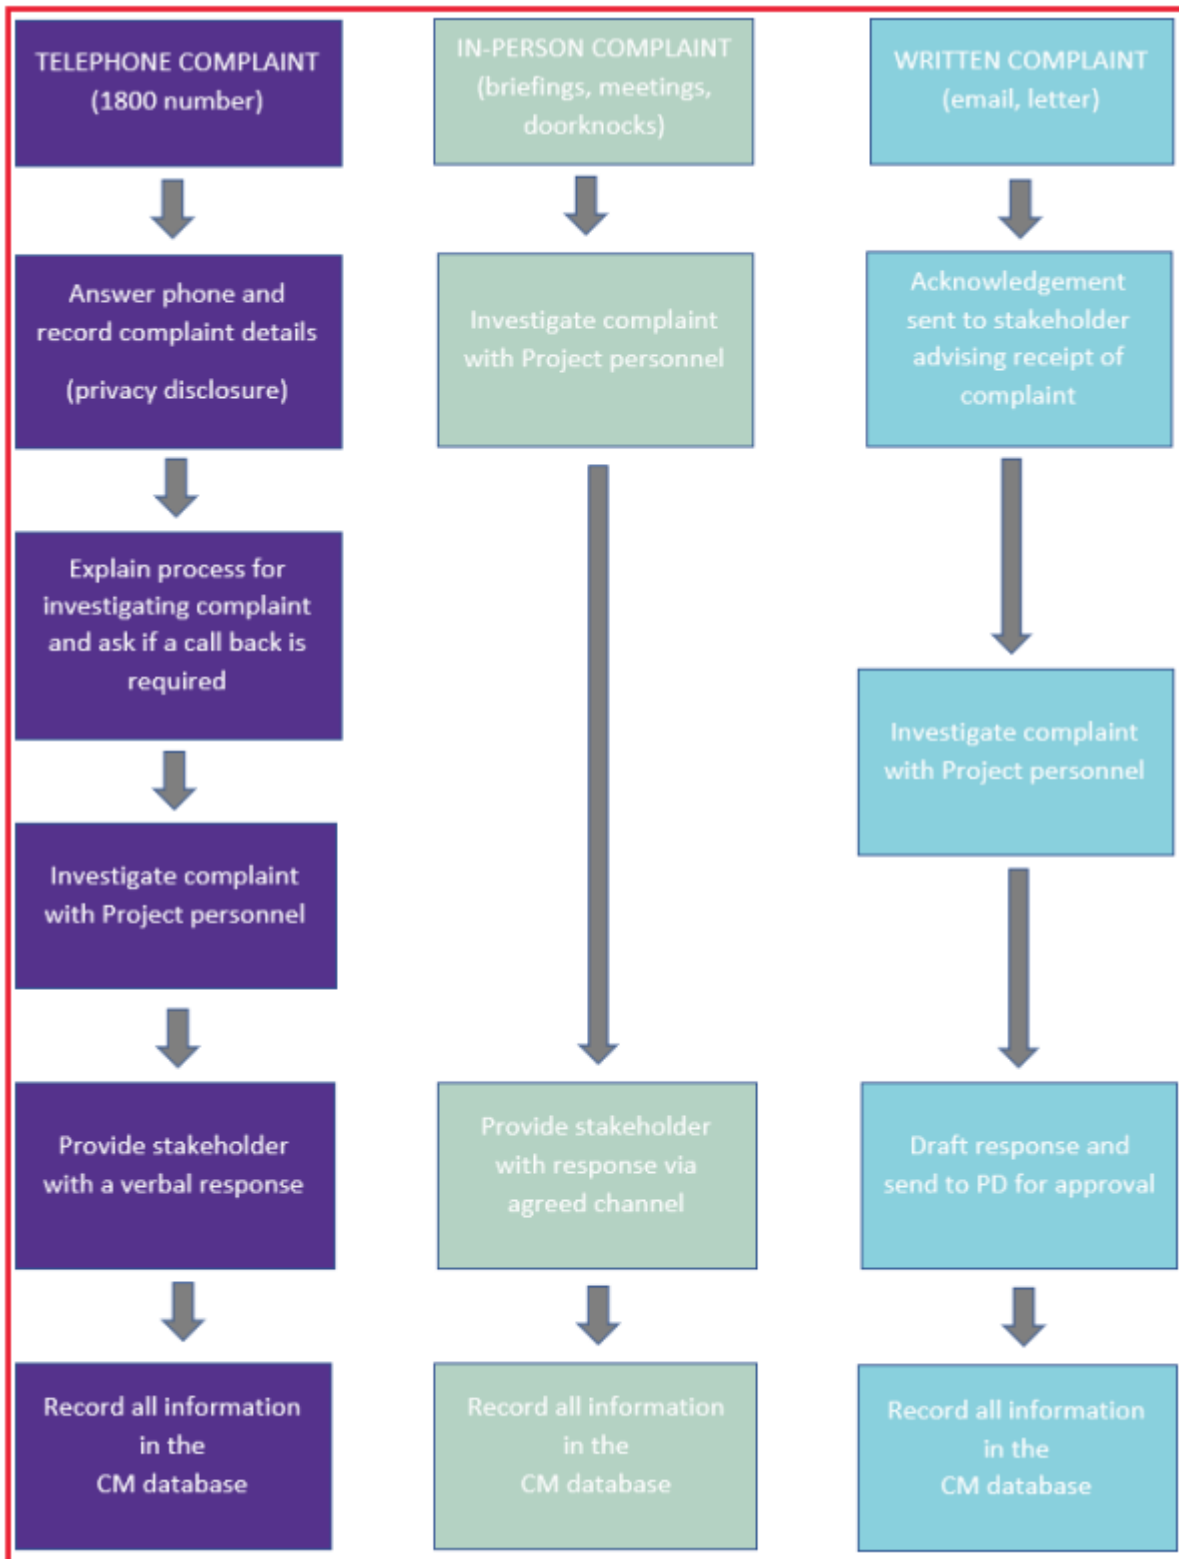 TELEPHONE COMPLAINT
(1800 number)
Answer phone and
record complaint details
(privacy disclosure)
Explain process for
investigating complaint
and ask if a call back is
required
Investigate complaint
with Project personnel
Provide stakeholder
with a verbal response
Record all information
in the
CM database
IN-PERSON COMPLAINT
(briefings, meetings,
doorknocks)
Investigate complaint
with Project personnel
Provide stakeholder
with response via
agreed channel
Record all information
in the
CM database
WRITTEN COMPLAINT
(email, letter)
Acknowledgement
sent to stakeholder
advising receipt of
complaint
Investigate complaint
with Project personnel
Draft response and
send to PD for approval
Record all information
in the
CM database